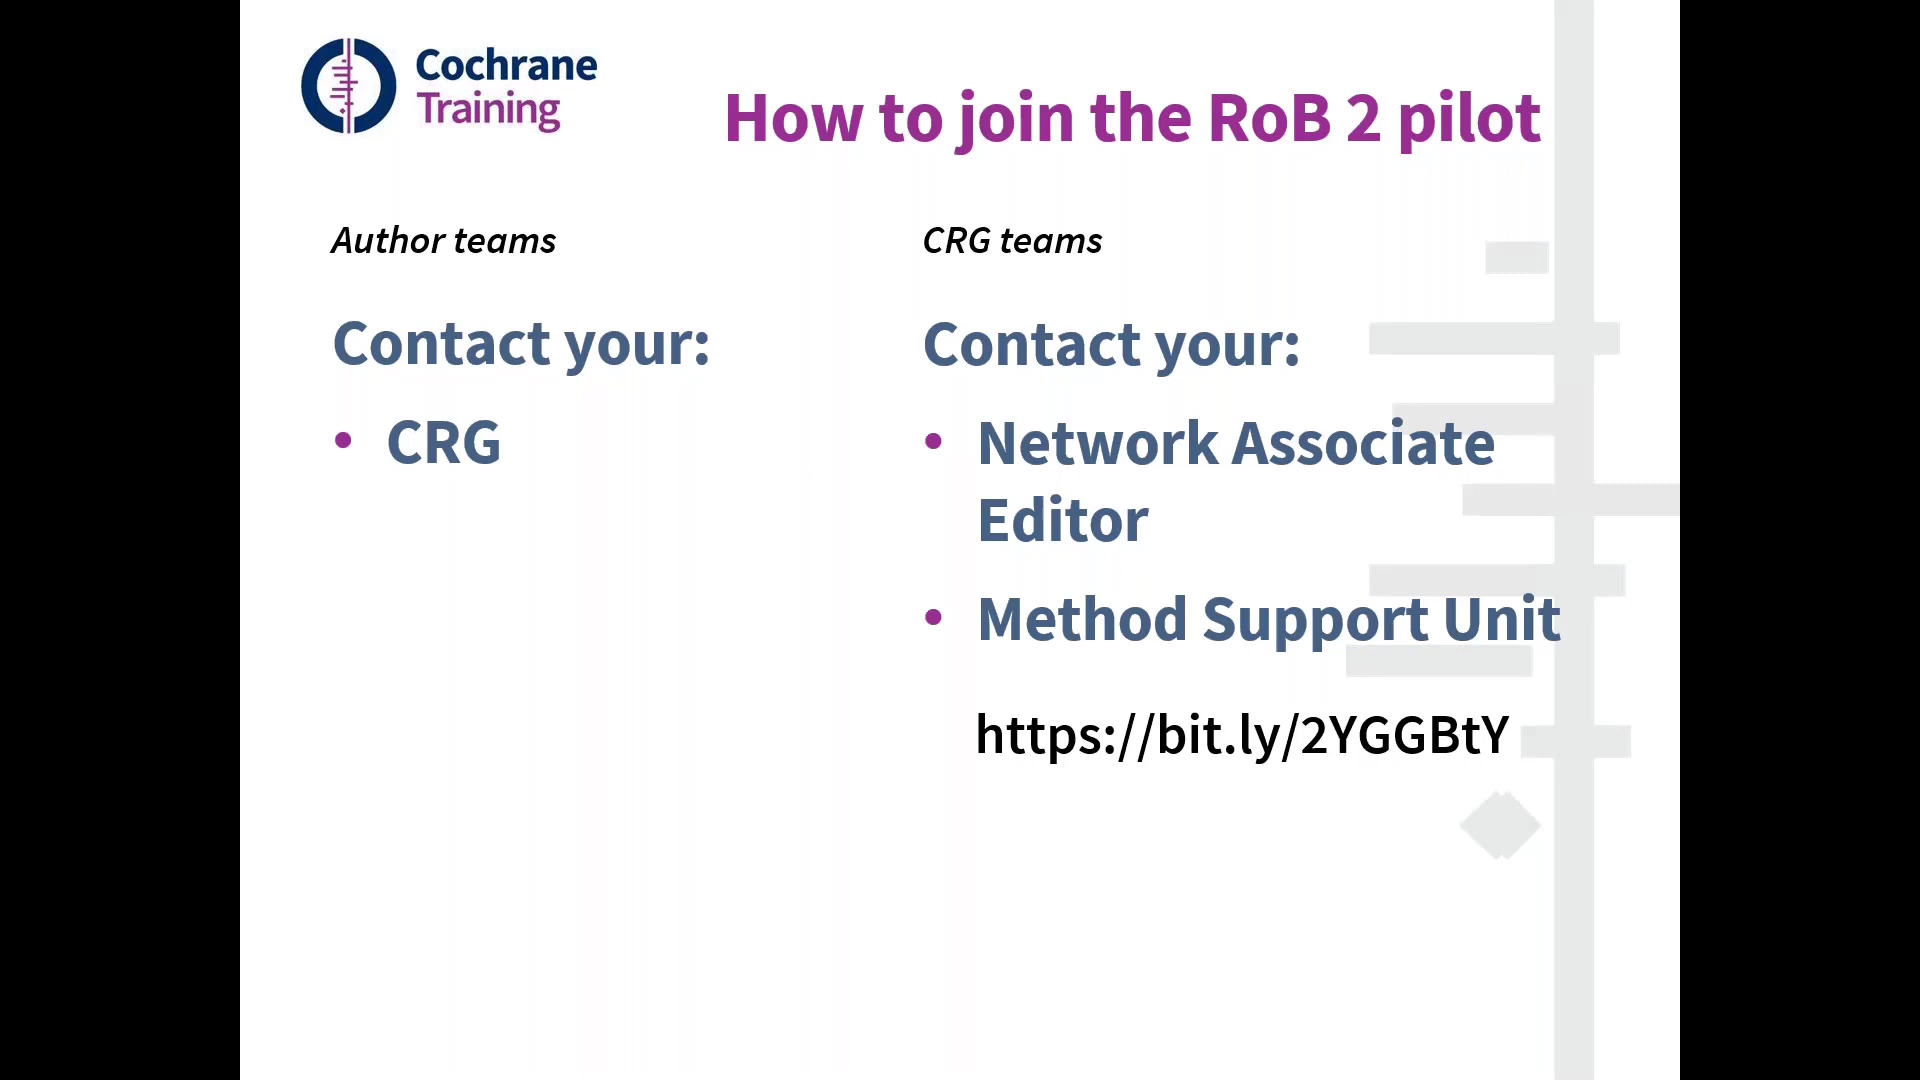 Cochrane
Training
How to join the RoB 2 pilot
Author teams
Contact your:
• CRG
CRG teams
Contact your:
• Network Associate
Editor
• Method Support Unit
https://bit.ly/2YGGBtY